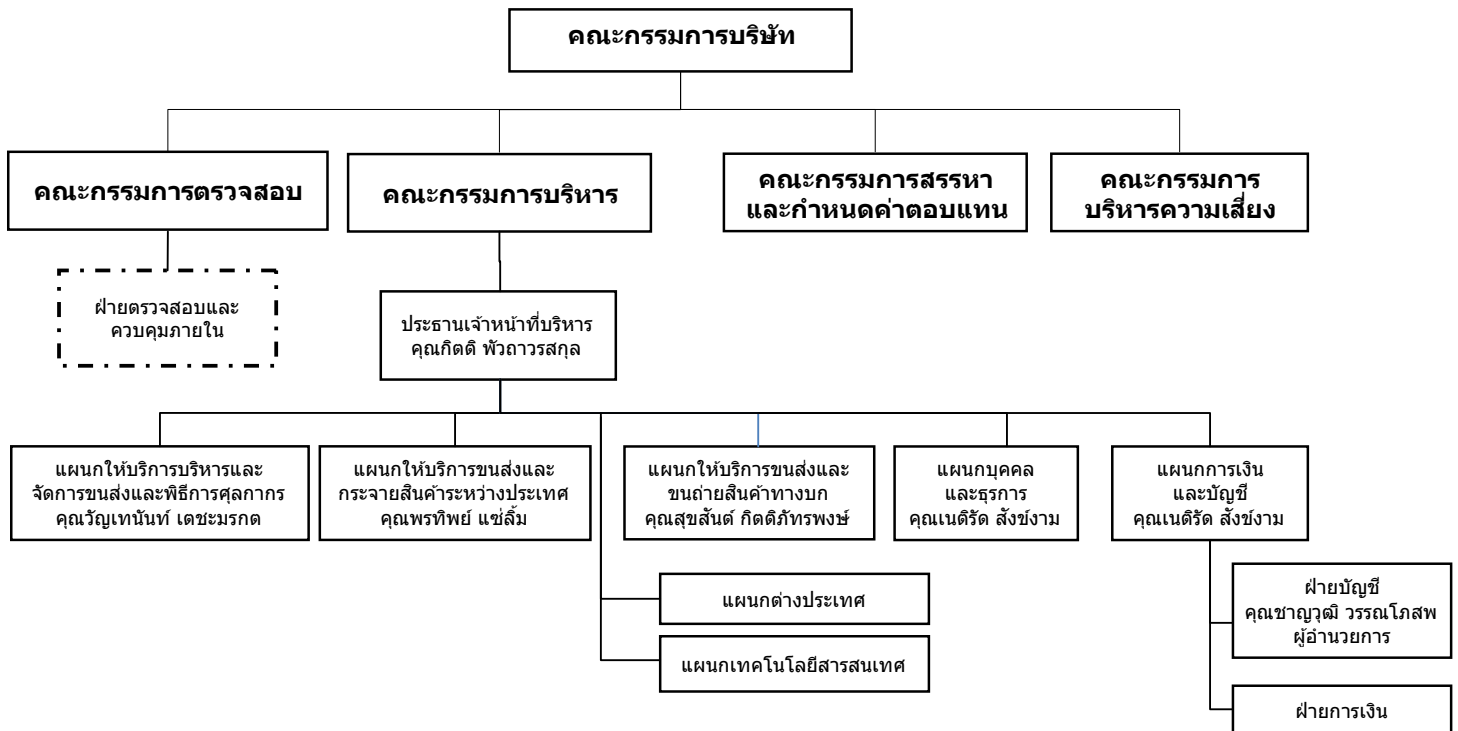 คณะกรรมการบริษัท
คณะกรรมการตรวจสอบ
คณะกรรมการบริหาร
คณะกรรมการสรรหา
และกำหนดค่าตอบแทน
คณะกรรมการ
บริหารความเสี่ยง
ฝ่ายตรวจสอบและ
ควบคุมภายใน
ประธานเจ้าหน้าที่บริหาร
คุณกิตติ พัวถาวรสกุล
แผนกให้บริการบริหารและ
จัดการขนส่งและพิธีการศุลกากร
คุณวัญเทนันท์ เตชะมรกต
แผนกให้บริการขนส่งและ
กระจายสินค้าระหว่างประเทศ
คุณพรทิพย์ แซ่ลิ้ม
แผนกให้บริการขนส่งและ
ขนถ่ายสินค้าทางบก
คุณสุขสันต์ กิตติภัทรพงษ์
แผนกบุคคล
และธุรการ
คุณเนติรัด สังข์งาม
แผนกการเงิน
และบัญชี
คุณเนติรัด สังข์งาม
แผนกต่างประเทศ
แผนกเทคโนโลยีสารสนเทศ
ฝ่ายบัญชี
คุณชาญวุฒิ วรรณโภสพ
ผู้อำนวยการ
ฝ่ายการเงิน